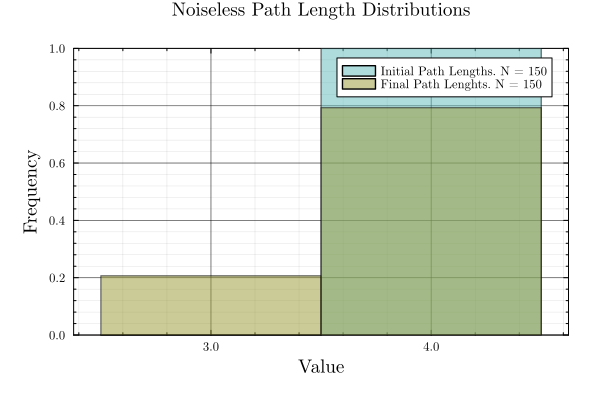 Noiseless Path Length Distributions
1.0
0.8
0.6
0.4
0.2
0.0
Frequency
Initial Path Lengths. N = 150
Final Path Lenghts. N = 150
3.0 4.0
Value